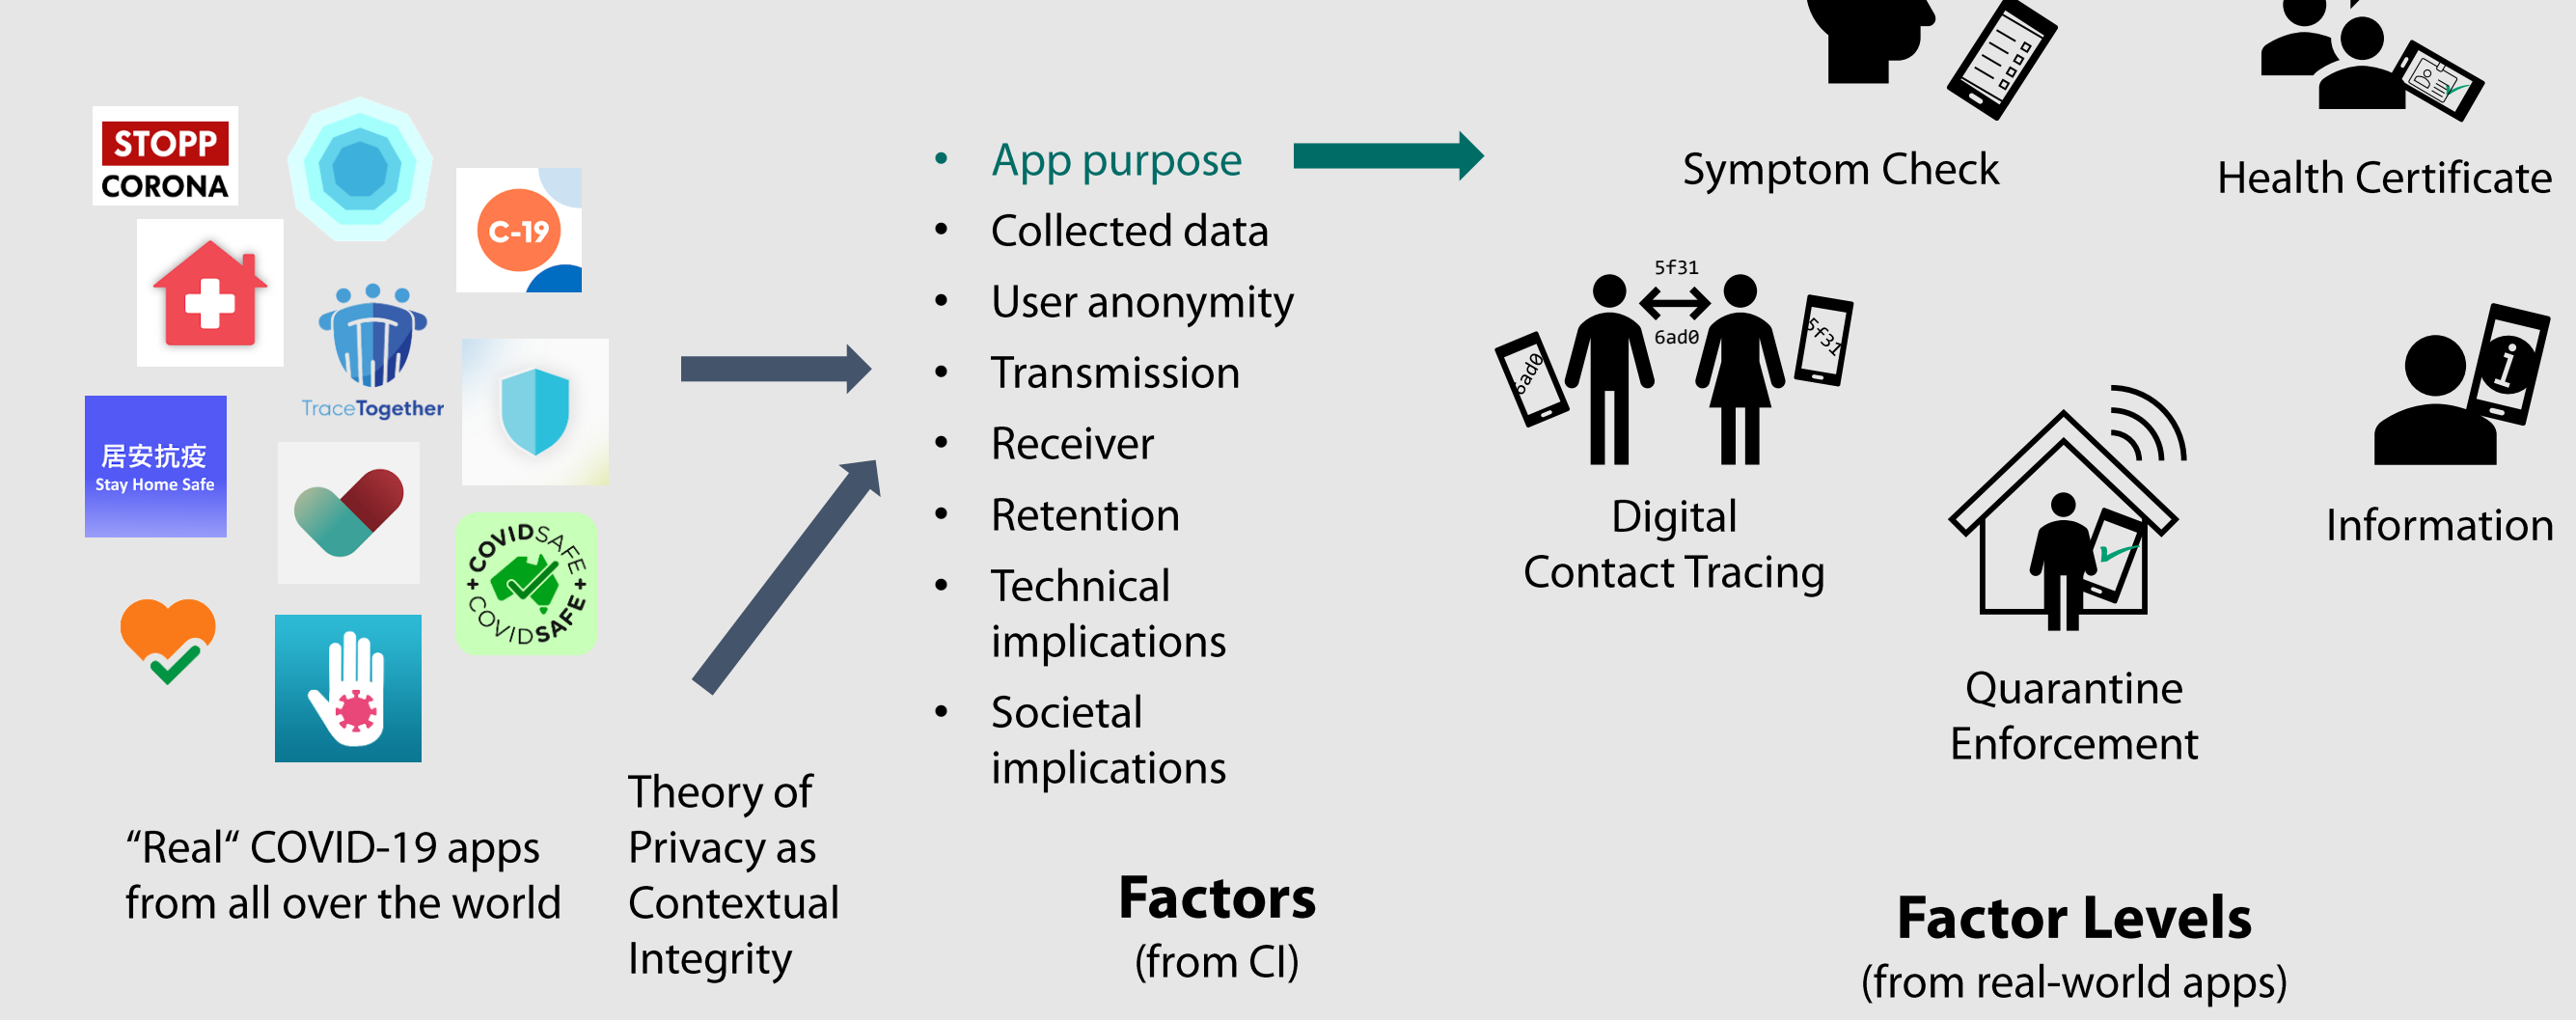 STOPP
CORONA
C-19
TraceTogether
居安抗疫
Stay Home Safe
COVIDSAFE
COVIDSAFE
“Real“ COVID-19 apps
from all over the world
Theory of
Privacy as
Contextual
Integrity
• App purpose
• Collected data
• User anonymity
• Transmission
• Receiver
• Retention
• Technical
implications
• Societal
implications
Factors
(from CI)
Symptom Check
Health Certificate
5f31
6ad0
6ad0
5f31
Digital
Contact Tracing
i
Information
Quarantine
Enforcement
Factor Levels
(from real-world apps)